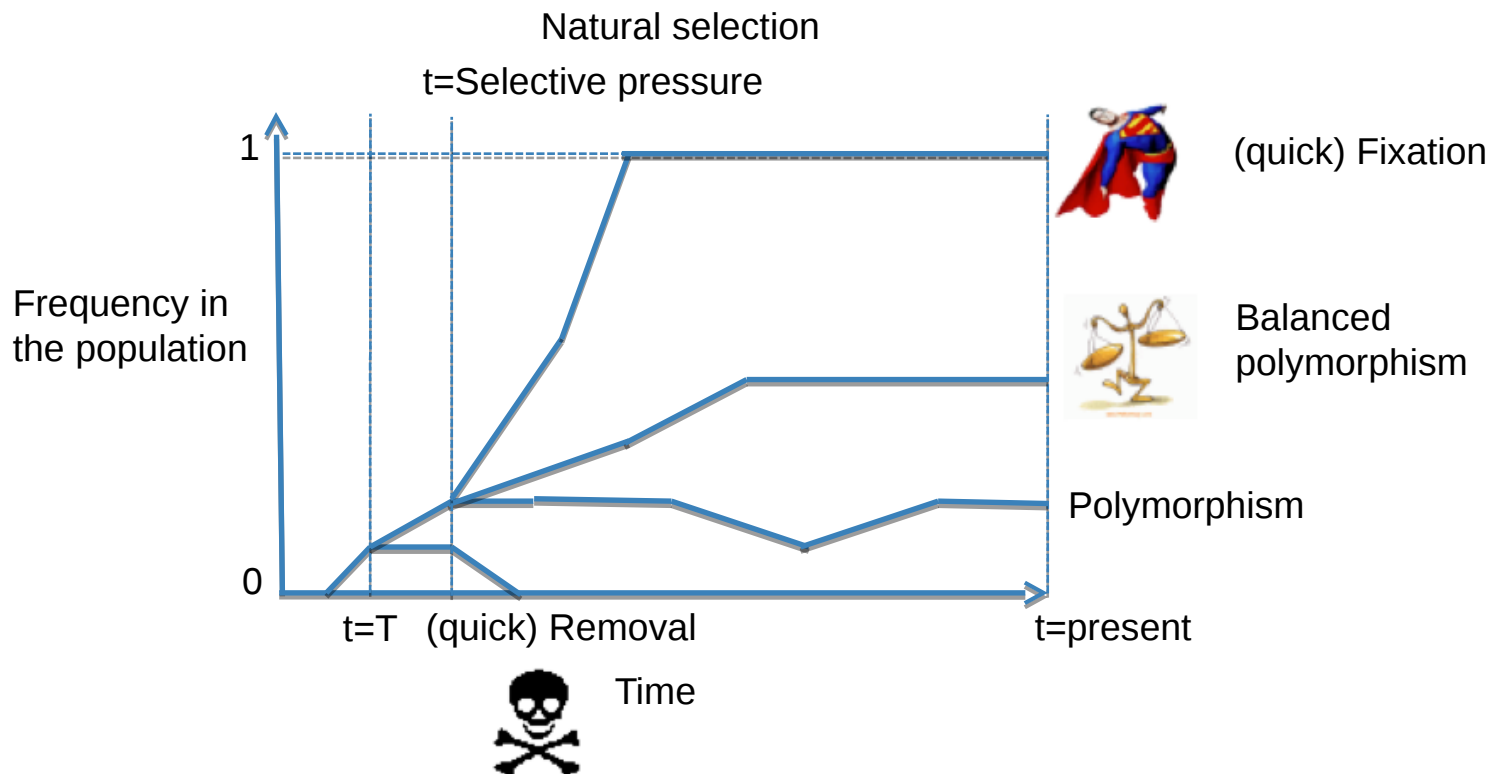 Natural selection
t=Selective pressure
1
(quick) Fixation
Frequency in
the population
Balanced
polymorphism
Polymorphism
0
t=T
(quick) Removal
t=present
Time